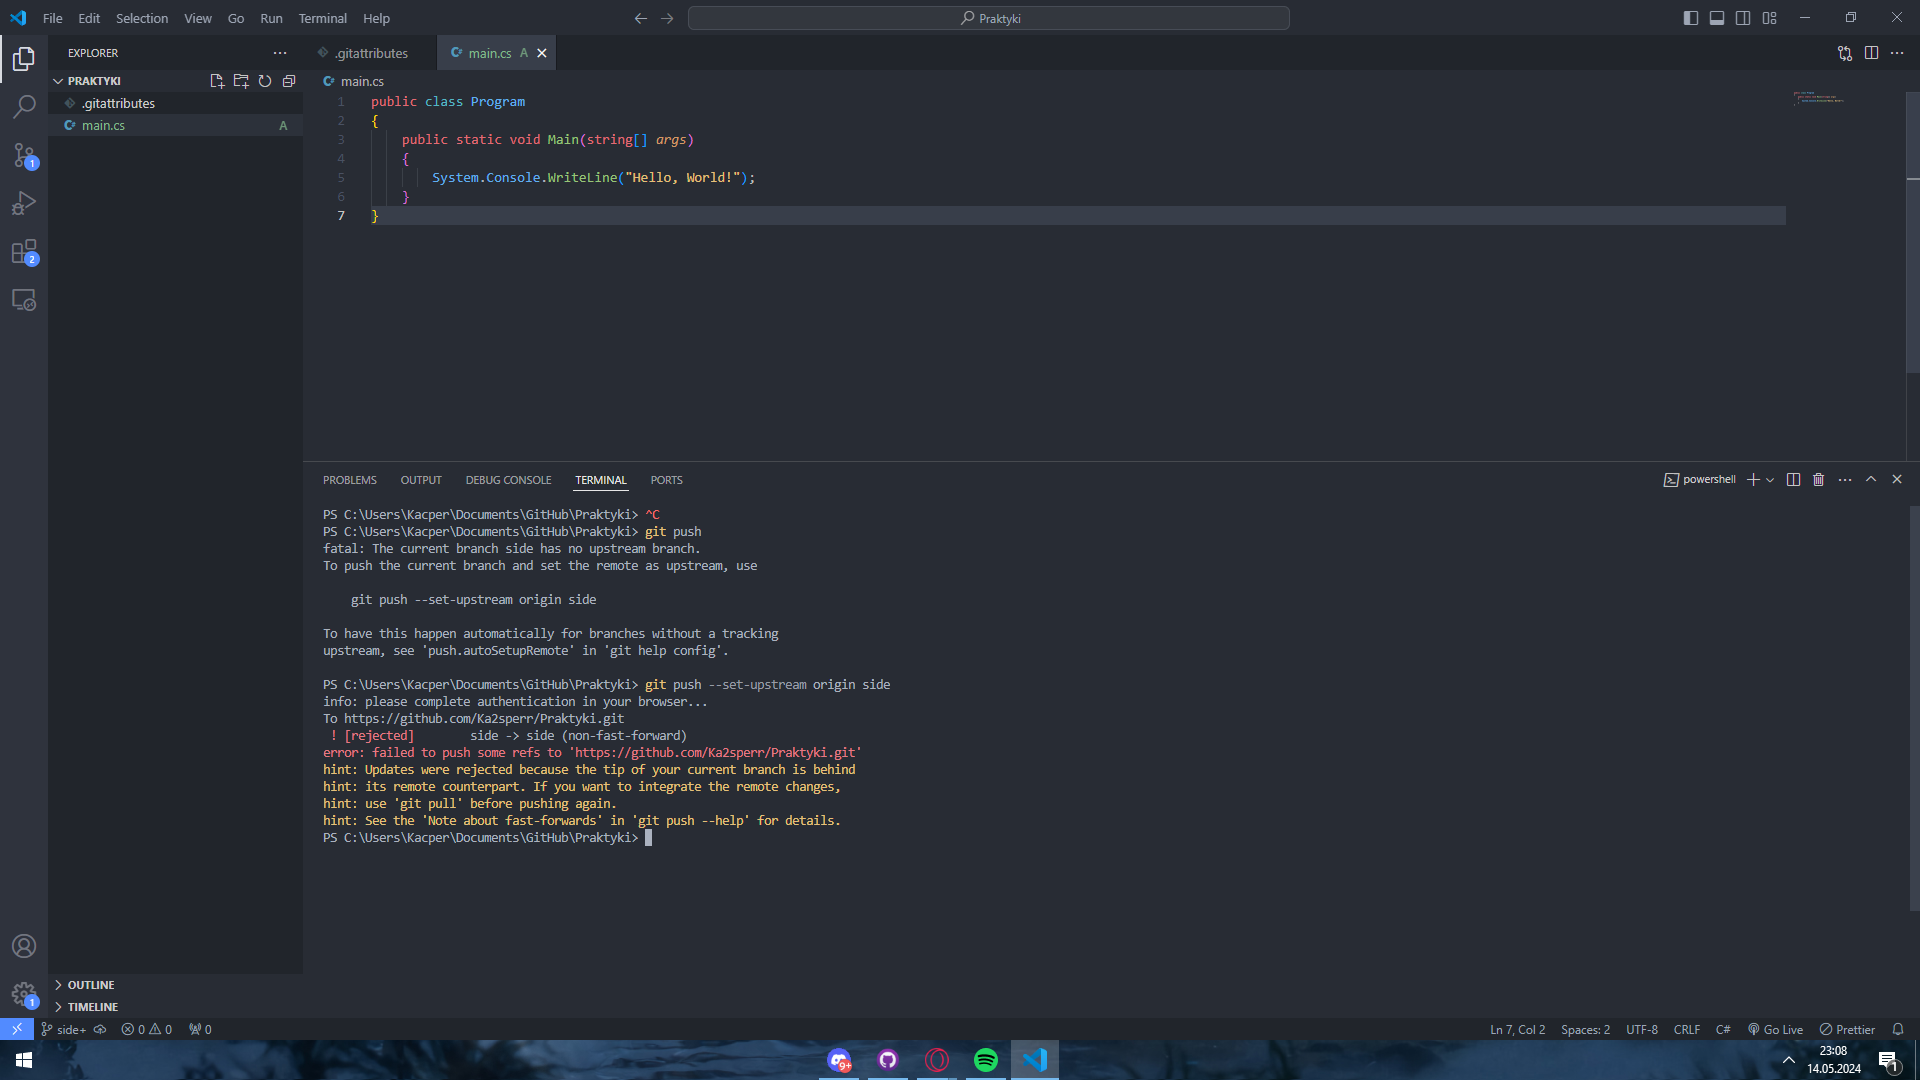 File Edit Selection View Go Run Terminal Help
Praktyki
EXPLORER
.gitattributes
main.cs A
PRAKTYKI
.gitattributes
main.cs A
main.cs
1 public class Program
2 {
3 public static void Main(string[] args)
4 {
5 System.Console.WriteLine("Hello, World!");
6 }
7 }
1
2
PROBLEMS OUTPUT DEBUG CONSOLE TERMINAL PORTS
powershell
PS C:\Users\Kacper\Documents\GitHub\Praktyki> ^C
PS C:\Users\Kacper\Documents\GitHub\Praktyki> git push
fatal: The current branch side has no upstream branch.
To push the current branch and set the remote as upstream, use
git push --set-upstream origin side
To have this happen automatically for branches without a tracking
upstream, see 'push.autoSetupRemote' in 'git help config'.
PS C:\Users\Kacper\Documents\GitHub\Praktyki> git push --set-upstream origin side
info: please complete authentication in your browser...
To https://github.com/Ka2sperr/Praktyki.git
! [rejected] side -> side (non-fast-forward)
error: failed to push some refs to 'https://github.com/Ka2sperr/Praktyki.git'
hint: Updates were rejected because the tip of your current branch is behind
hint: its remote counterpart. If you want to integrate the remote changes,
hint: use 'git pull' before pushing again.
hint: See the 'Note about fast-forwards' in 'git push --help' for details.
PS C:\Users\Kacper\Documents\GitHub\Praktyki>
OUTLINE
1
TIMELINE
side+ 0 0 0
Ln 7, Col 2 Spaces: 2 UTF-8 CRLF C# Go Live Prettier
9+
23:08
14.05.2024
1